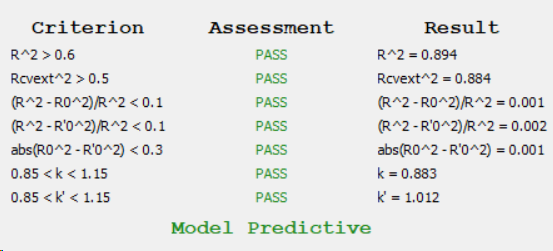 Criterion Assessment Result
R^2 > 0.6 PASS R^2 = 0.894
Rcvext^2 > 0.5 PASS Rcvext^2 = 0.884
(R^2 - R0^2)/R^2 < 0.1 PASS (R^2 - R0^2)/R^2 = 0.001
(R^2 - R'0^2)/R^2 < 0.1 PASS (R^2 - R'0^2)/R^2 = 0.002
abs(R0^2 - R'0^2) < 0.3 PASS abs(R0^2 - R'0^2) = 0.001
0.85 < k < 1.15 PASS k = 0.883
0.85 < k' < 1.15 PASS k' = 1.012
Model Predictive